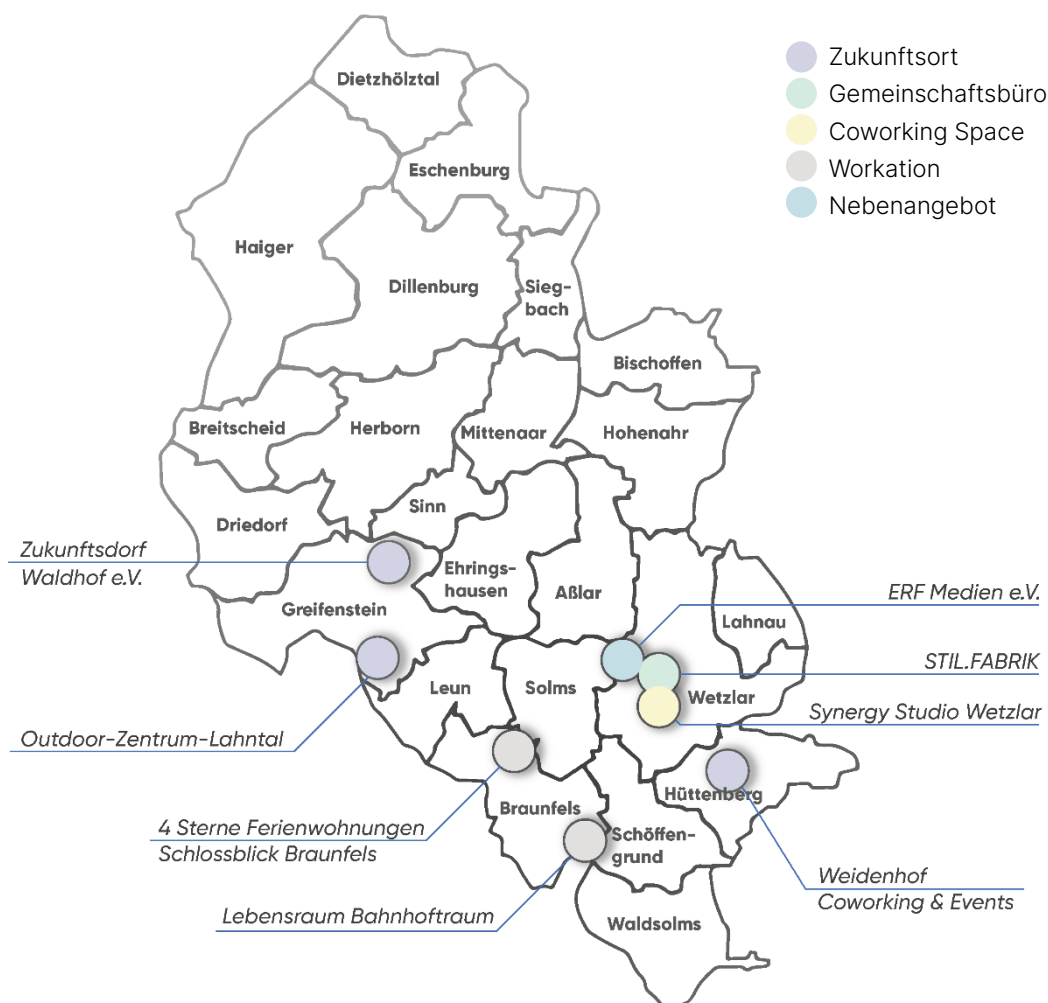 Zukunftsort
Gemeinschaftsbüro
Coworking Space
Workation
Nebenangebot
Dietzhölztal
Eschenburg
Haiger
Dillenburg
Sieg-
bach
Bischoffen
Breitscheid
Herborn
Mittenaar
Hohenahr
Sinn
Driedorf
Zukunftsdorf
Waldhof e.V.
Ehrings-
hausen
Aßlar
ERF Medien e.V.
Greifenstein
Lahnau
STIL.FABRIK
Leun
Solms
Wetzlar
Synergy Studio Wetzlar
Outdoor-Zentrum-Lahntal
Hüttenberg
Braunfels
4 Sterne Ferienwohnungen
Schlossblick Braunfels
Schöffen-
grund
Weidenhof
Coworking & Events
Lebensraum Bahnhoftraum
Waldsolms